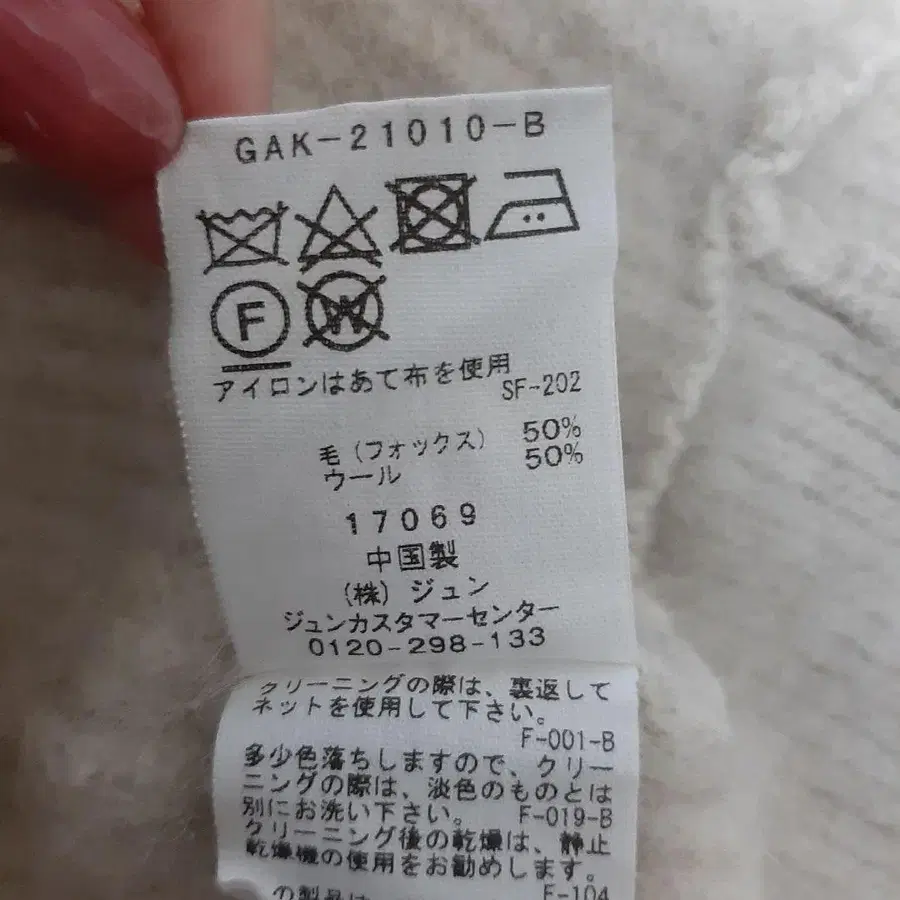 GAK-21010-B
F W
アイロンはあて布を使用
SF-202
毛(フォックス) 50%
ウール 50%
17069
中国製
(株)ジュン
ジュンカスタマーセンター
0120-298-133
クリーニングの際は、裏返して
ネットを使用して下さい。
F-001-B
多少色落ちしますので、クリー
ニングの際は、淡色のものとは
別にお洗い下さい。 F-019-B
クリーニング後の乾燥は、静止
乾燥機の使用をお勧めします。
F-104
の製品は